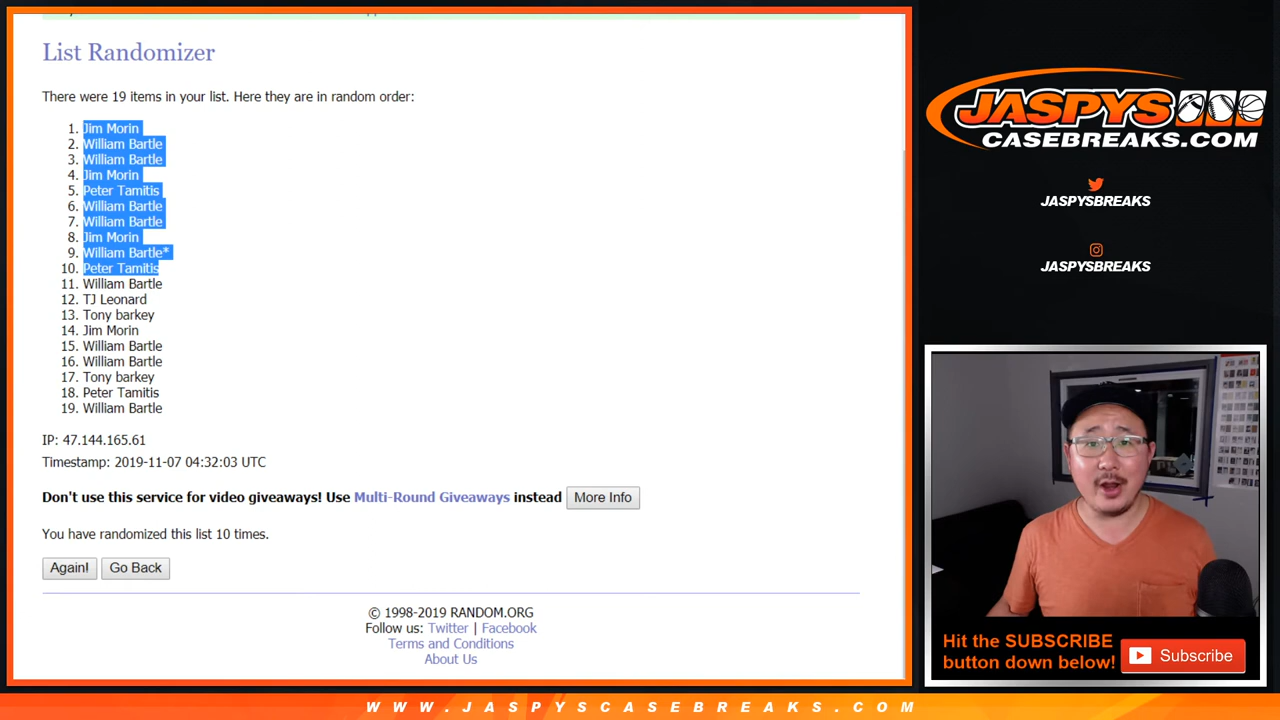 List Randomizer
There were 19 items in your list. Here they are in random order:
1. Jim Morin
2. William Bartle
3. William Bartle
4. Jim Morin
5. Peter Tamitis
6. William Bartle
7. William Bartle
8. Jim Morin
9. William Bartle*
10. Peter Tamitis
11. William Bartle
12. TJ Leonard
13. Tony barkey
14. Jim Morin
15. William Bartle
16. William Bartle
17. Tony barkey
18. Peter Tamitis
19. William Bartle
IP: 47.144.165.61
Timestamp: 2019-11-07 04:32:03 UTC
Don't use this service for video giveaways! Use Multi-Round Giveaways instead More Info
You have randomized this list 10 times.
Again! Go Back
© 1998-2019 RANDOM.ORG
Follow us: Twitter | Facebook
Terms and Conditions
About Us
JASPYS
CASEBREAKS.COM
JASPYSBREAKS
JASPYSBREAKS
Hit the SUBSCRIBE
button down below!
Subscribe
WWW.JASPYSCASEBREAKS.COM